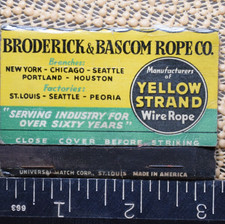 BRODERICK & BASCOM ROPE CO.
Branches:
NEW YORK - CHICAGO - SEATTLE
PORTLAND - HOUSTON
Factories:
ST. LOUIS - SEATTLE - PEORIA
Manufacturers of
YELLOW
STRAND
Wire Rope
"SERVING INDUSTRY FOR
OVER SIXTY YEARS"
CLOSE COVER BEFORE STRIKING
UNIVERSAL MATCH CORP., ST. LOUIS MADE IN AMERICA
663
1
2
3